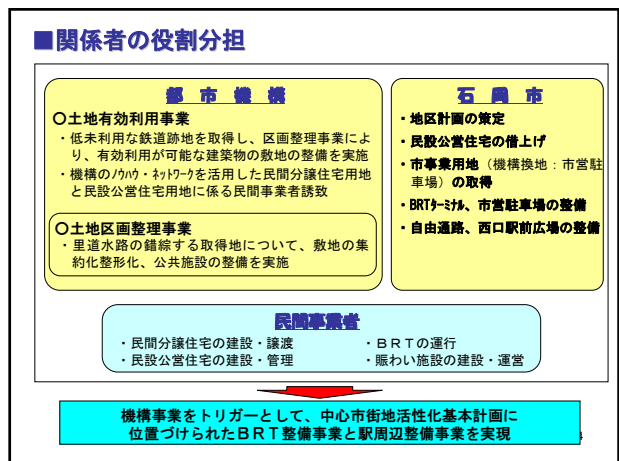 ■関係者の役割分担
都市機構
〇土地有効利用事業
・低未利用な鉄道跡地を取得し、区画整理事業によ
り、有効利用が可能な建築物の敷地の整備を実施
・機構のﾉｳﾊｳ・ﾈｯﾄﾜｰｸを活用した民間分譲住宅用地
と民設公営住宅用地に係る民間事業者誘致
〇土地区画整理事業
・里道水路の錯綜する取得地について、敷地の集
約化整形化、公共施設の整備を実施
石岡市
・地区計画の策定
・民設公営住宅の借上げ
・市事業用地（機構換地：市営駐
車場）の取得
・BRTﾀｰﾐﾅﾙ、市営駐車場の整備
・自由通路、西口駅前広場の整備
民間事業者
・民間分譲住宅の建設・譲渡
・民設公営住宅の建設・管理
・ＢＲＴの運行
・賑わい施設の建設・運営
機構事業をトリガーとして、中心市街地活性化基本計画に
位置づけられたＢＲＴ整備事業と駅周辺整備事業を実現
4